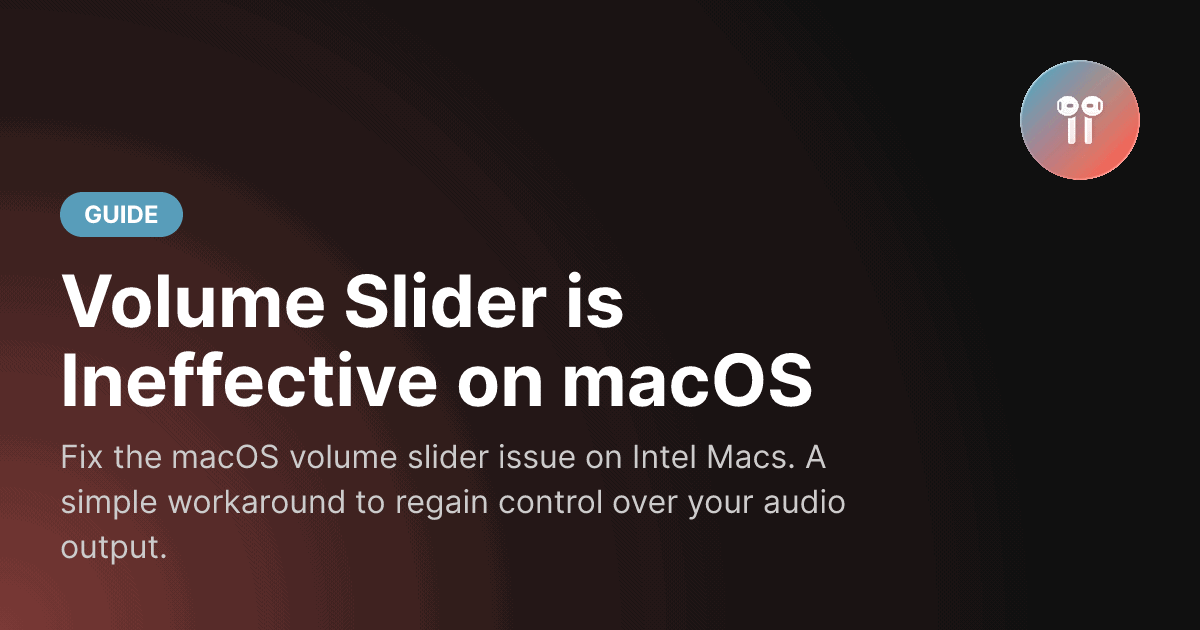 GUIDE
Volume Slider is
Ineffective on macOS
Fix the macOS volume slider issue on Intel Macs. A
simple workaround to regain control over your audio
output.